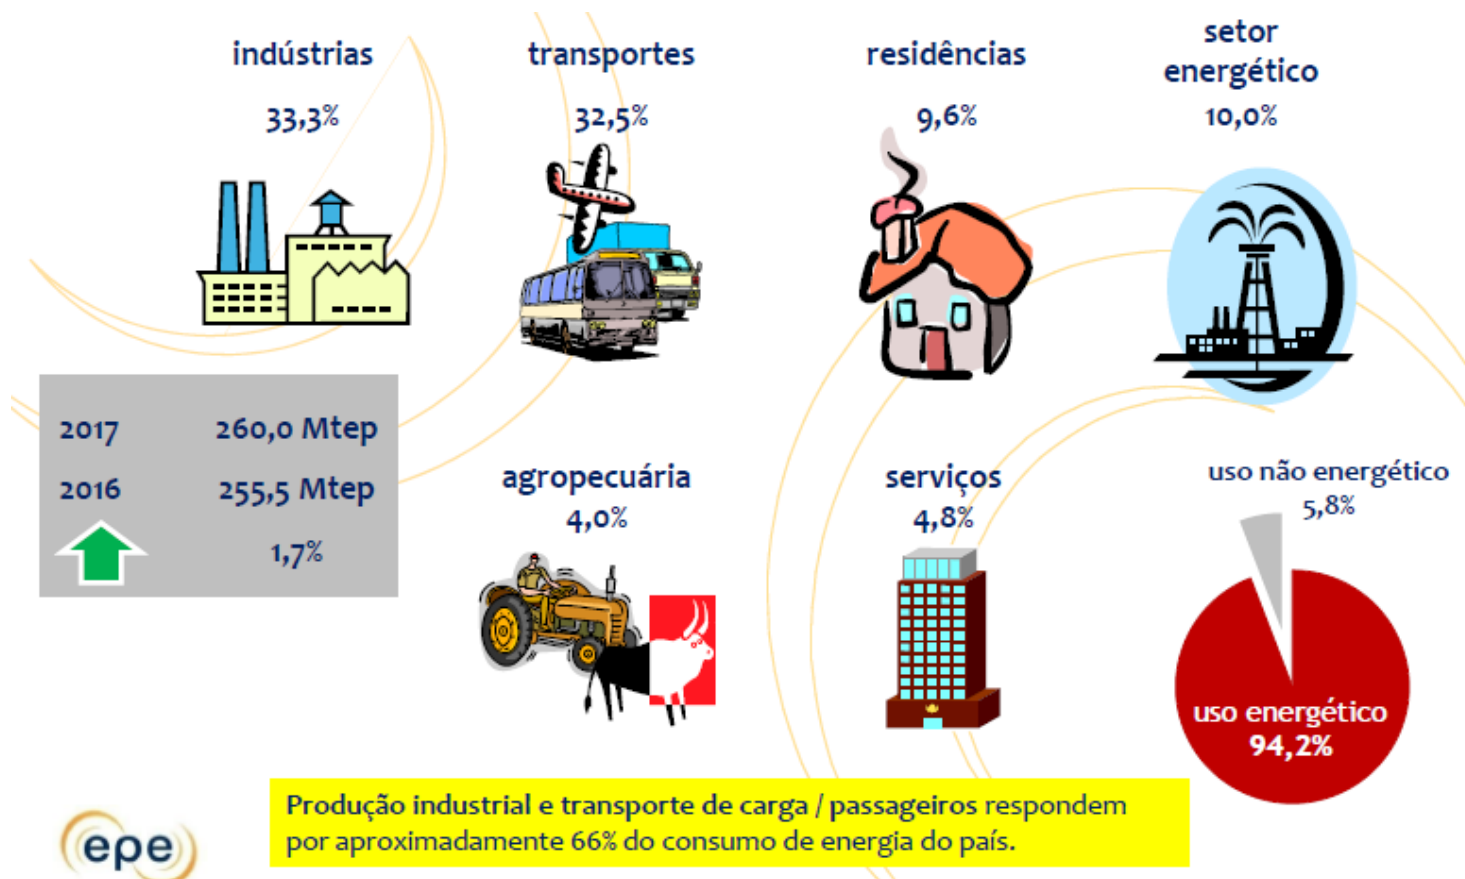 indústrias
33,3%
transportes
32,5%
residências
9,6%
setor
energético
10,0%
2017 260,0 Mtep
2016 255,5 Mtep
1,7%
agropecuária
4,0%
serviços
4,8%
uso não energético
5,8%
uso energético
94,2%
Produção industrial e transporte de carga / passageiros respondem
por aproximadamente 66% do consumo de energia do país.
epe